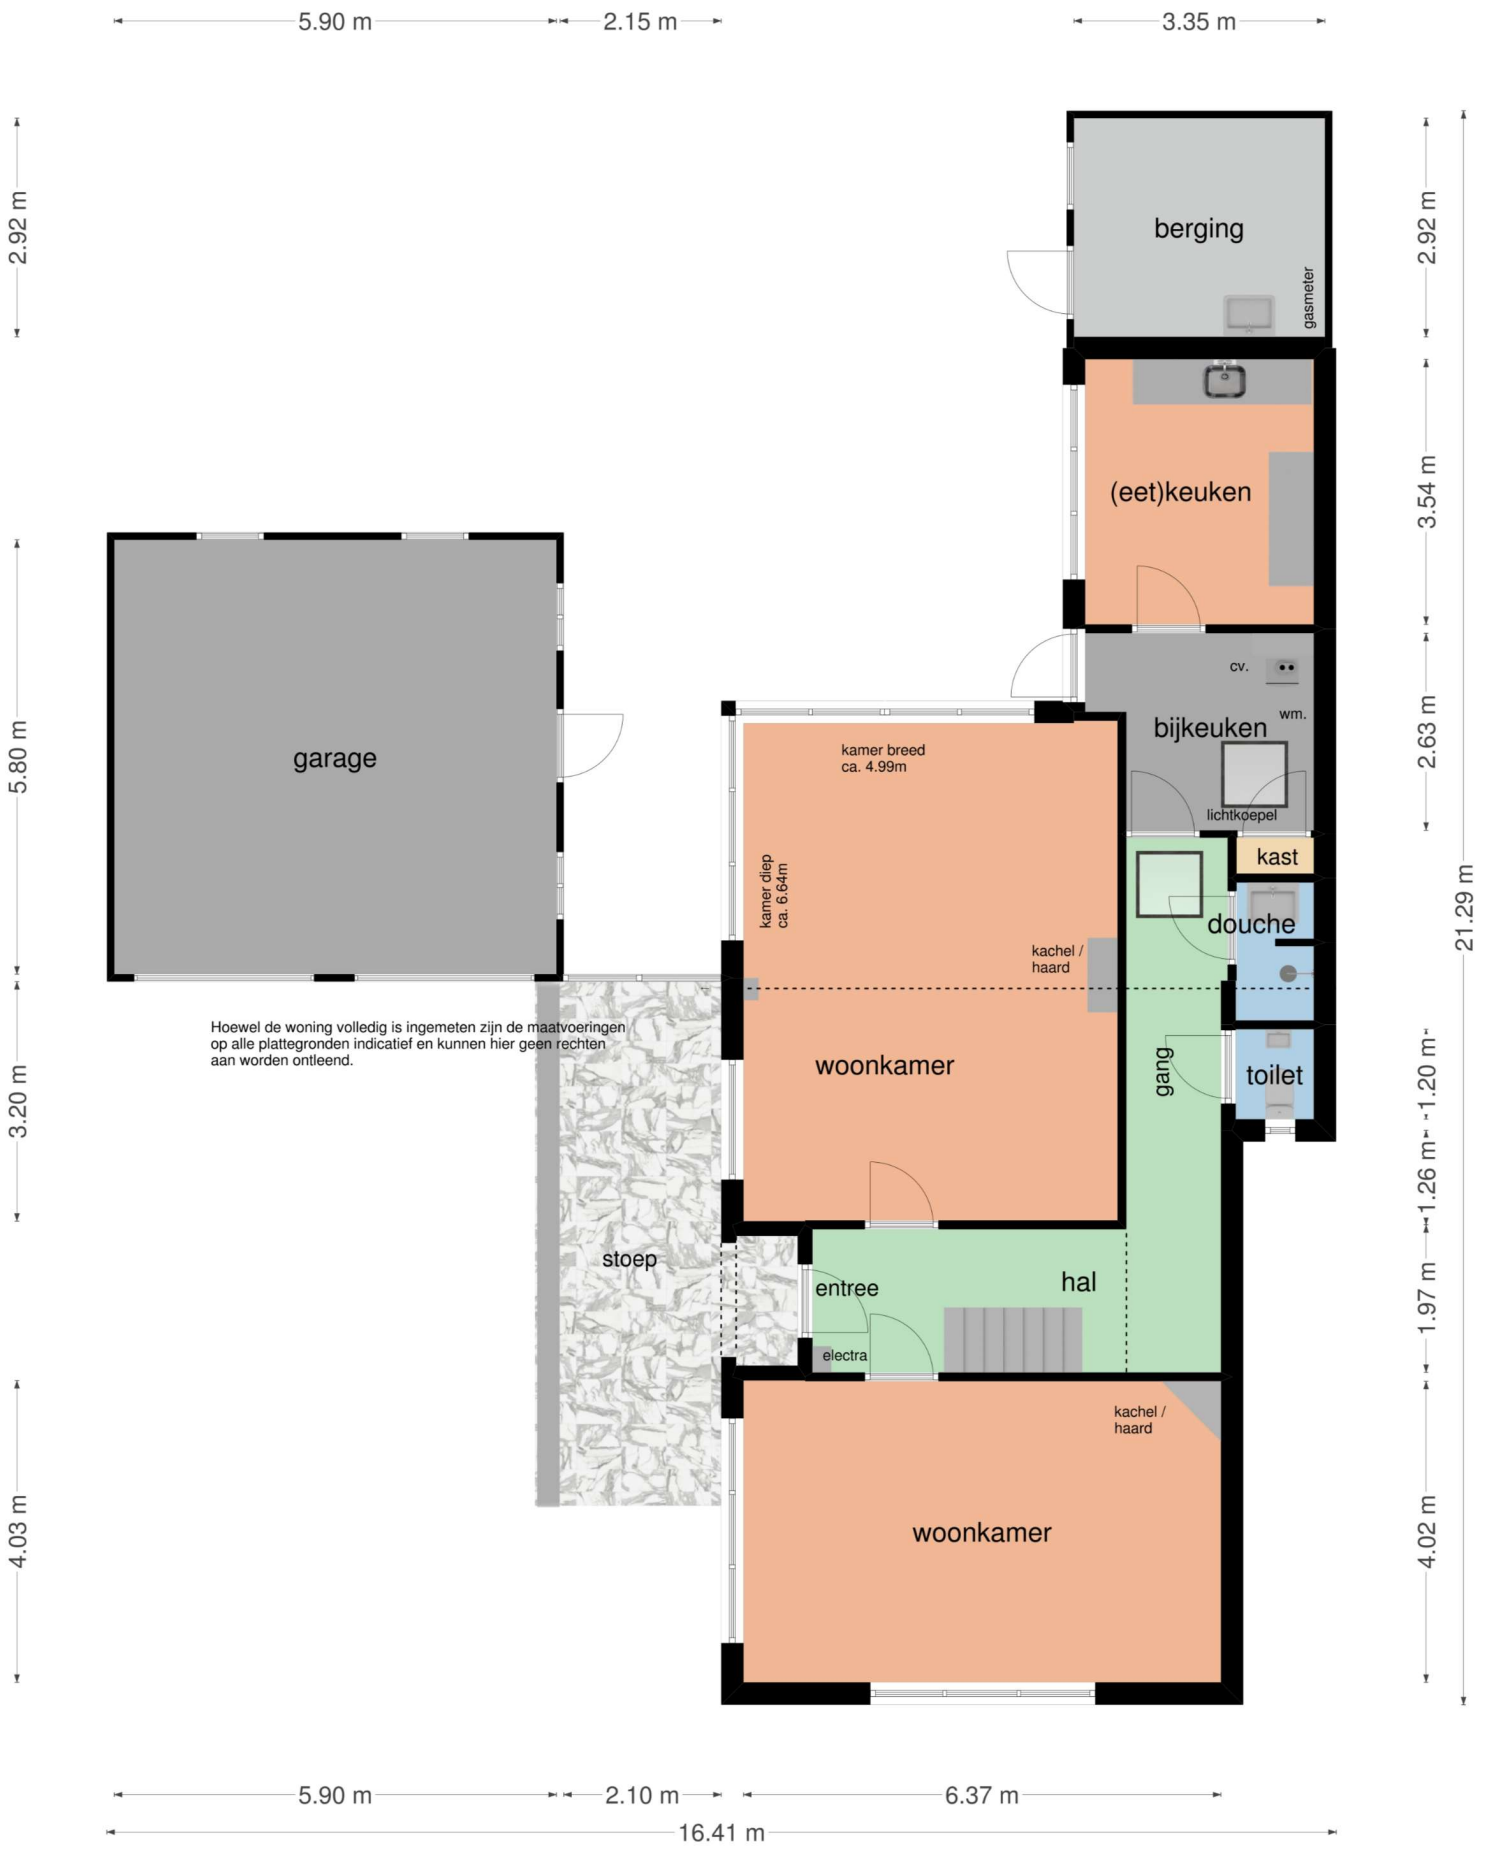 5.90 m
2.15 m
3.35 m
2.92 m
2.92 m
berging
gasmeter
(eet)keuken
3.54 m
cv.
wm.
bijkeuken
lichtkoepel
2.63 m
garage
5.80 m
kamer breed
ca. 4.99m
kamer diep
ca. 6.64m
kast
douche
21.29 m
kachel /
haard
Hoewel de woning volledig is ingemeten zijn de maatvoeringen
op alle plattegronden indicatief en kunnen hier geen rechten
aan worden ontleend.
woonkamer
gang
toilet
1.20 m
3.20 m
1.26 m
stoep
entree
hal
1.97 m
electra
kachel /
haard
woonkamer
4.03 m
4.02 m
5.90 m
2.10 m
6.37 m
16.41 m